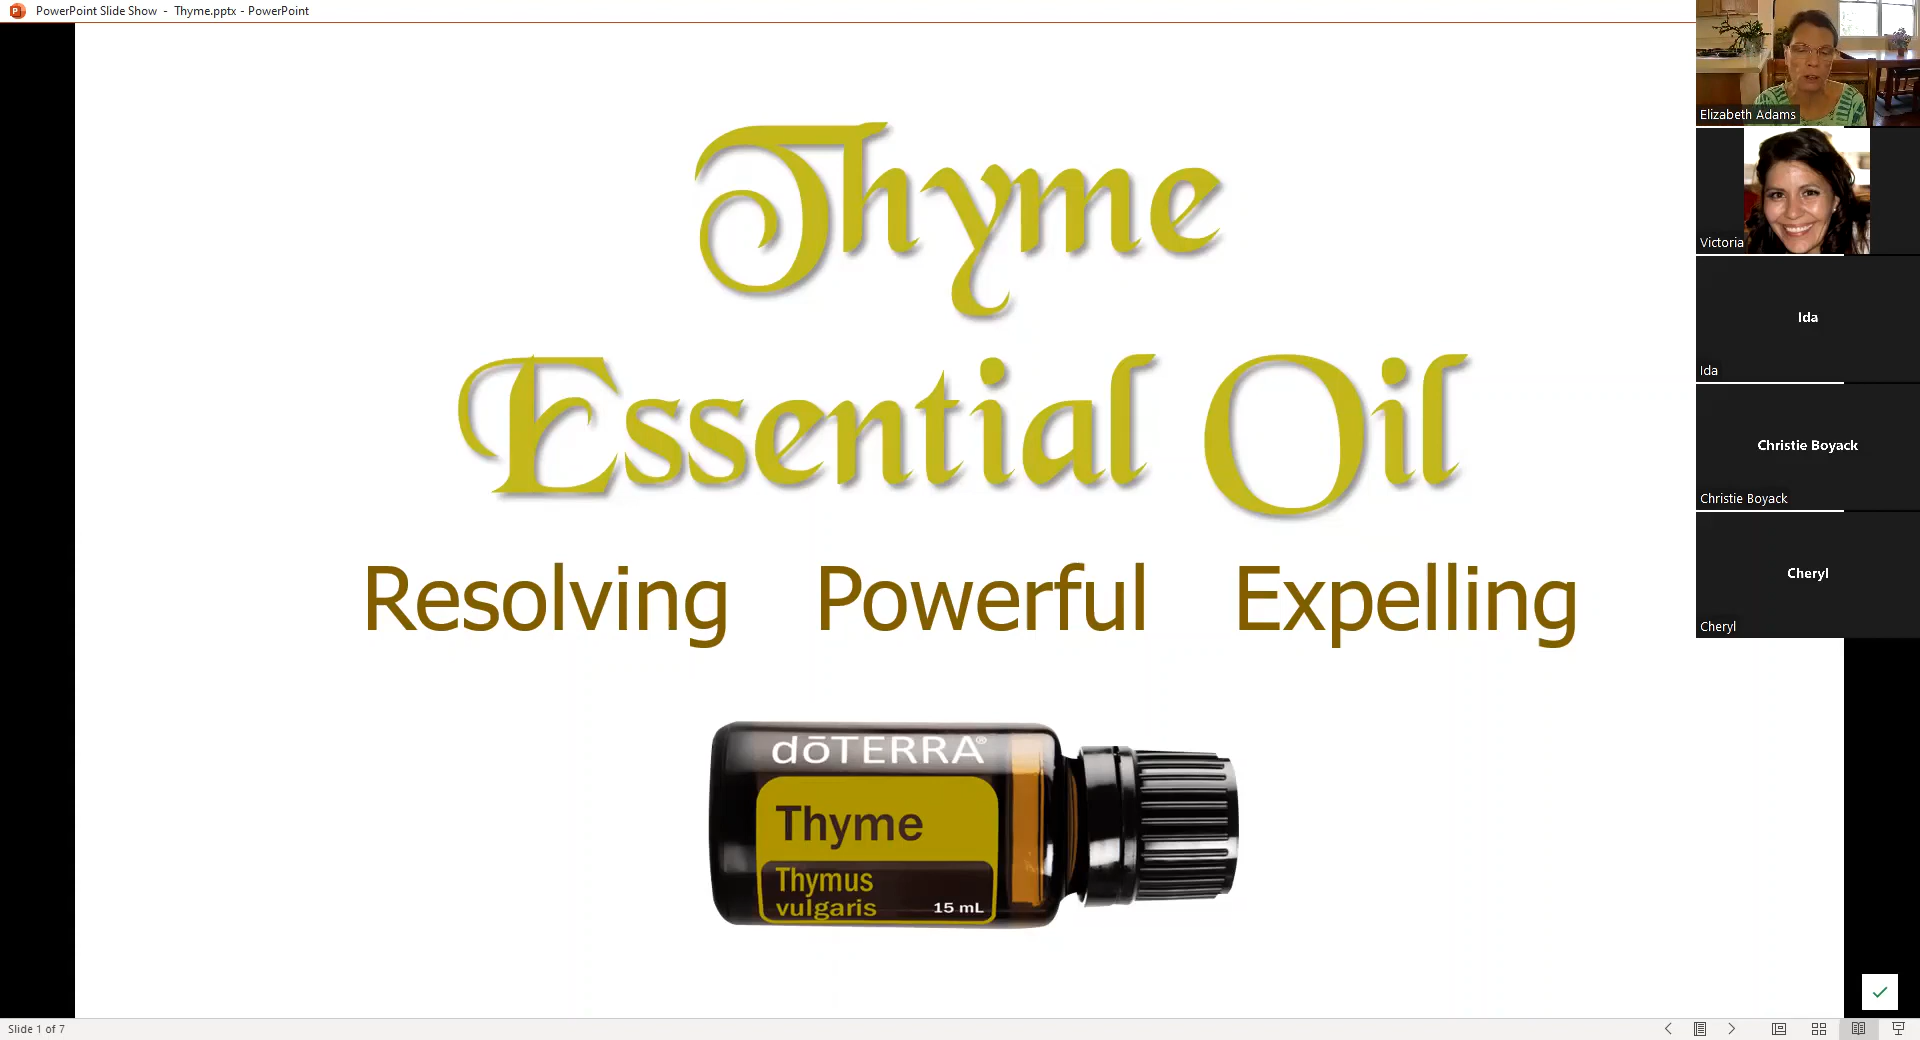 PowerPoint Slide Show - Thyme.pptx - PowerPoint
Thyme
Essential Oil
Resolving Powerful Expelling
dōTERRA®
Thyme
Thymus
vulgaris 15 mL
Elizabeth Adams
Victoria
Ida
Ida
Christie Boyack
Christie Boyack
Cheryl
Cheryl
Slide 1 of 7